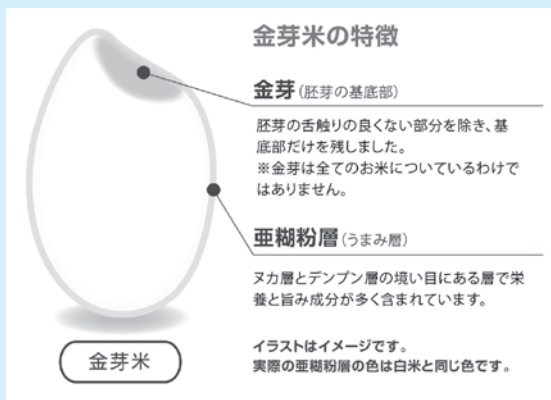 金芽米の特徴
金芽(胚芽の基底部)
胚芽の舌触りの良くない部分を除き、基
底部だけを残しました。
※金芽は全てのお米についているわけで
はありません。
亜糊粉層(うまみ層)
ヌカ層とデンプン層の境い目にある層で栄
養と旨み成分が多く含まれています。
金芽米
イラストはイメージです。
実際の亜糊粉層の色は白米と同じ色です。